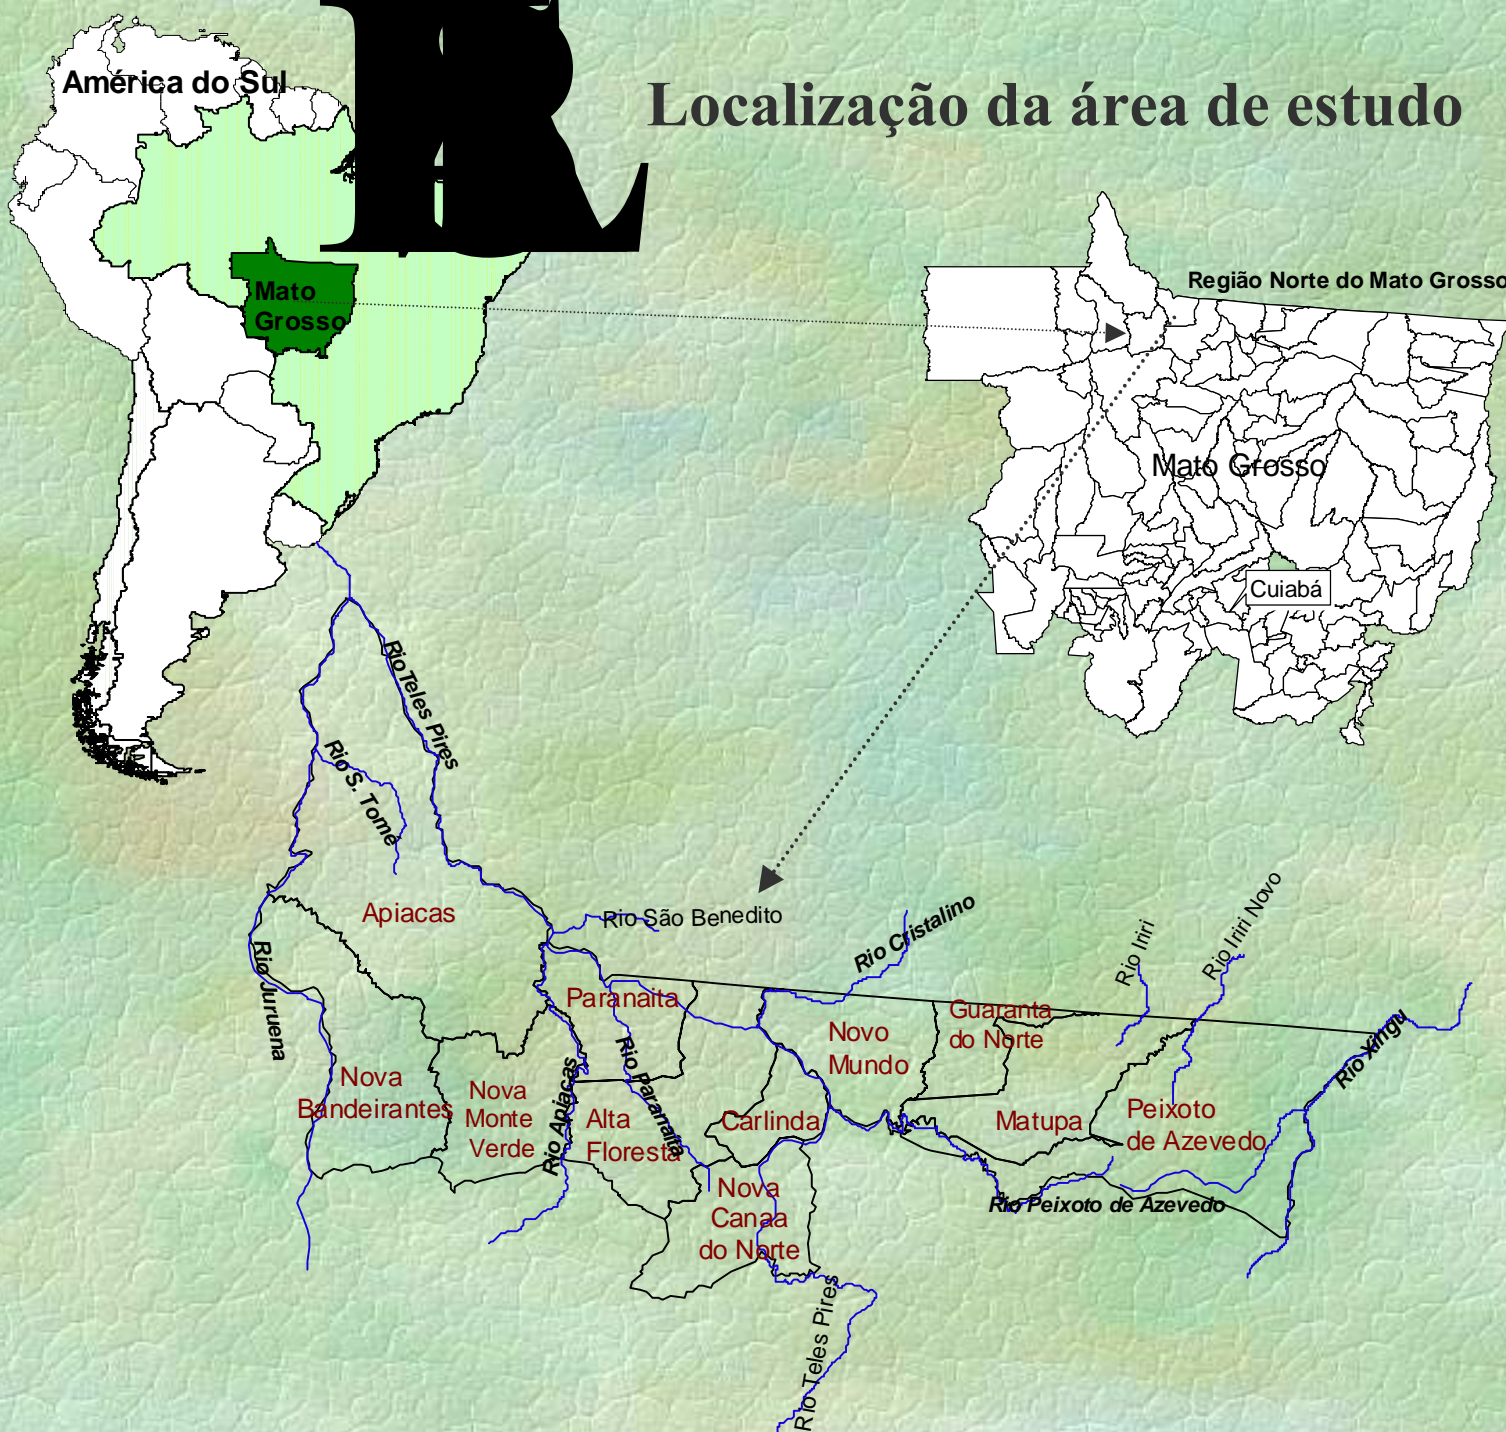 América do Sul
Localização da área de estudo
Mato
Grosso
Região Norte do Mato Grosso
Mato Grosso
Cuiabá
Rio Teles Pires
Rio S. Tomé
Apiacas
Rio São Benedito
Rio Cristalino
Rio Iriri
Rio Iriri Novo
Rio Juruena
Paranaita
Novo
Mundo
Guaranta
do Norte
Rio Xingu
Nova
Bandeirantes
Nova
Monte
Verde
Rio Apiacas
Alta
Floresta
Rio Paranaita
Carlinda
Matupa
Peixoto
de Azevedo
Nova
Canaa
do Norte
Rio Peixoto de Azevedo
Rio Teles Pires